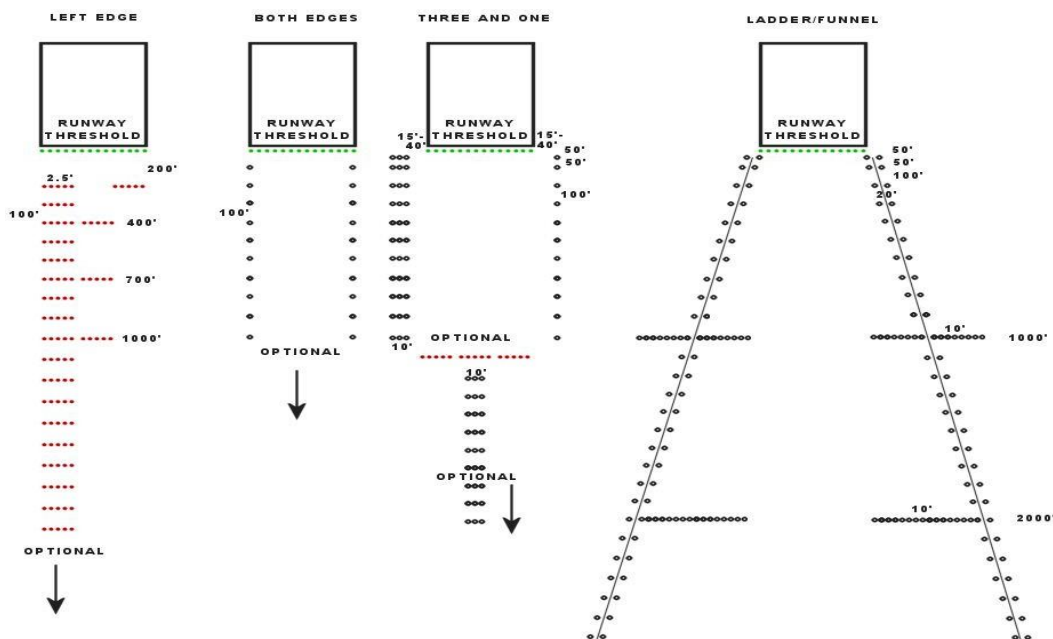 LEFT EDGE
BOTH EDGES
THREE AND ONE
LADDER/FUNNEL
RUNWAY
THRESHOLD
RUNWAY
THRESHOLD
RUNWAY
THRESHOLD
RUNWAY
THRESHOLD
15'-
40'
15'-
40'
50'
50'
100'
50'
50'
100'
20'
200'
2.5'
100'
400'
700'
1000'
100'
OPTIONAL
OPTIONAL
10'
10'
OPTIONAL
OPTIONAL
10'
1000'
10'
2000'